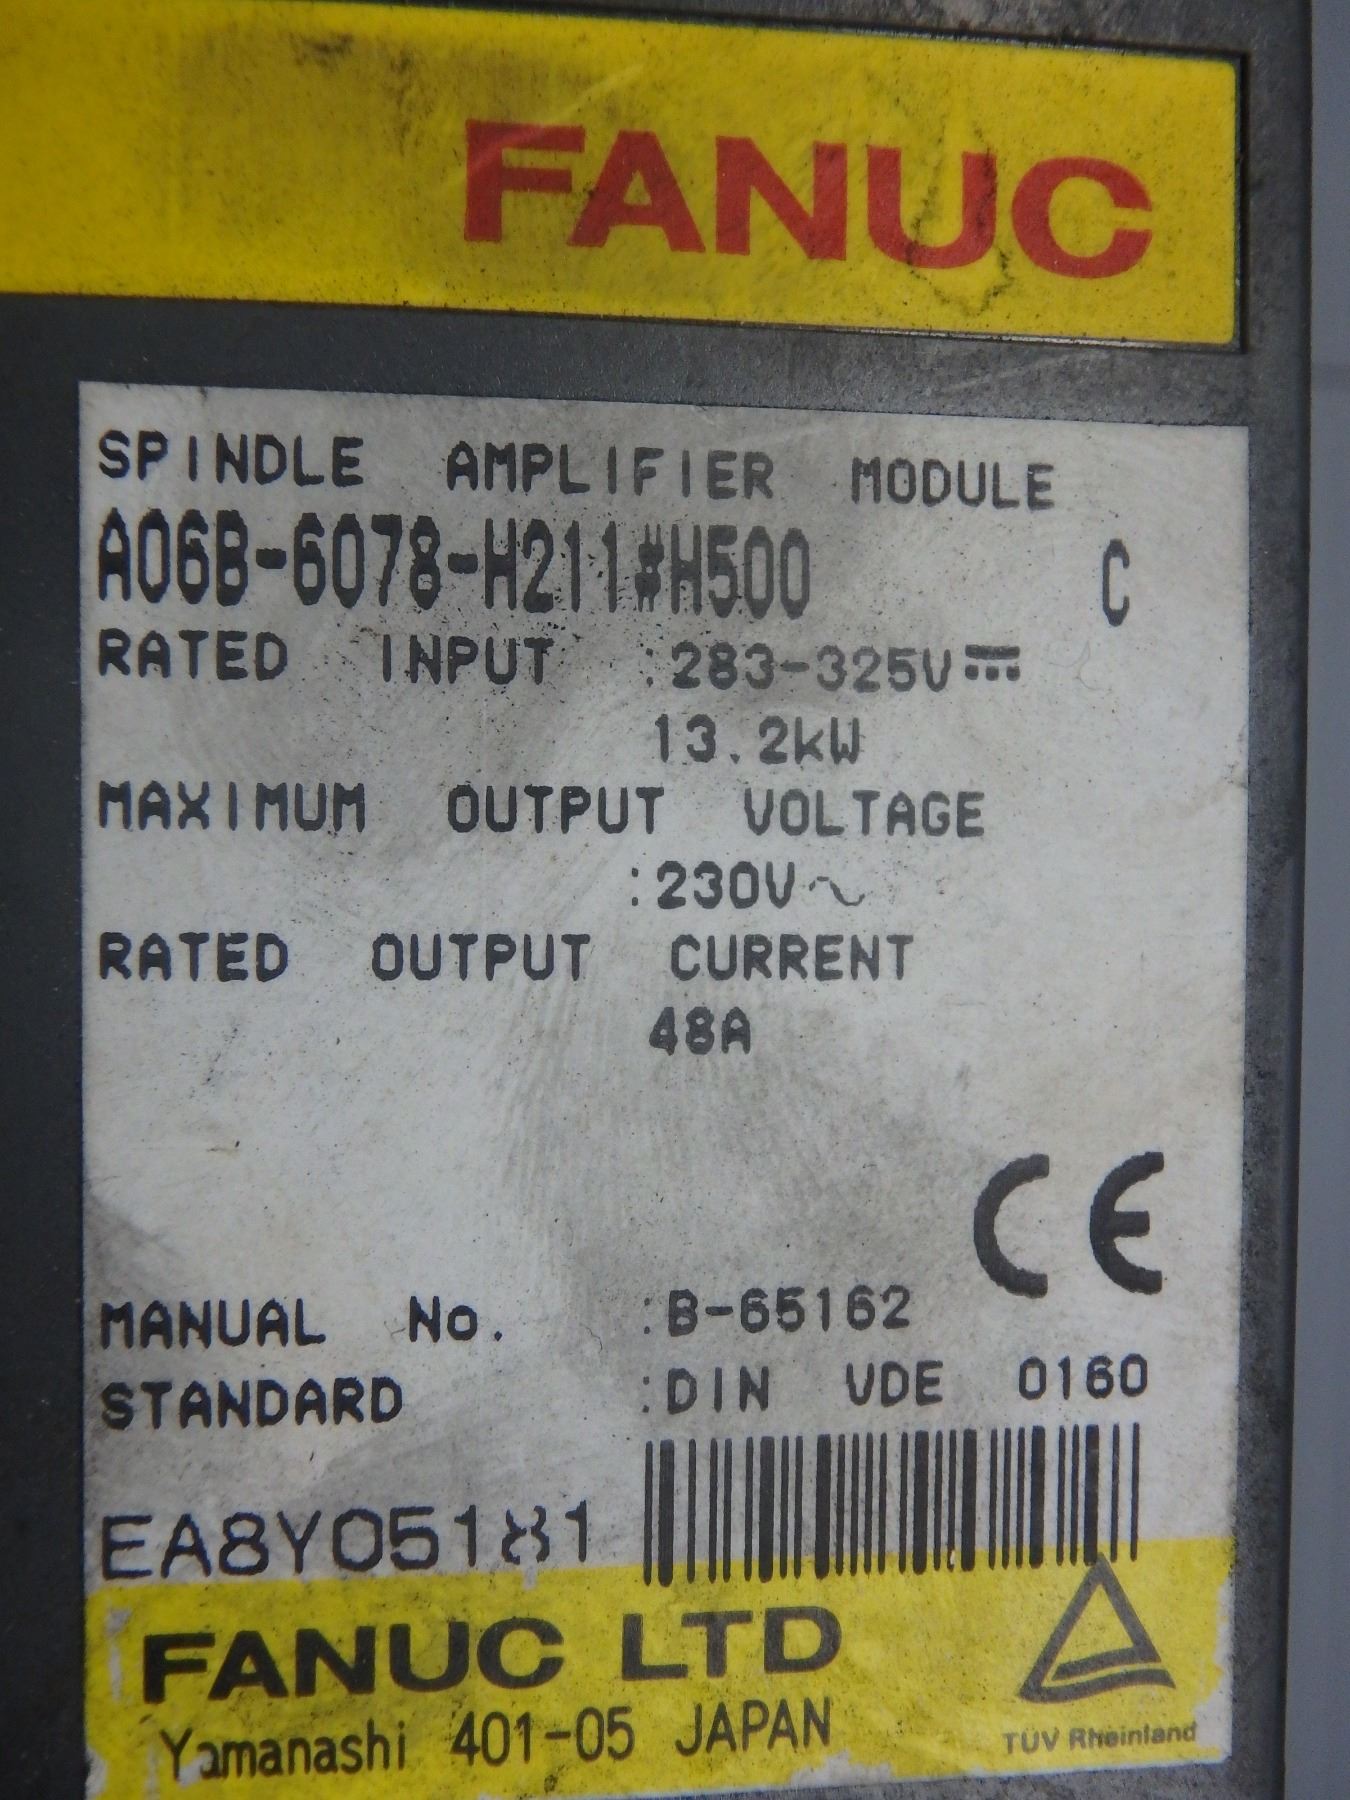 FANUC
SPINDLE AMPLIFIER MODULE
A06B-6078-H211#H500 C
RATED INPUT :283-325V⎓
13.2kW
MAXIMUM OUTPUT VOLTAGE
:230V~
RATED OUTPUT CURRENT
48A
CE
MANUAL No. :B-65162
STANDARD :DIN VDE 0160
EA8Y05181
FANUC LTD
Yamanashi 401-05 JAPAN
TÜV Rheinland